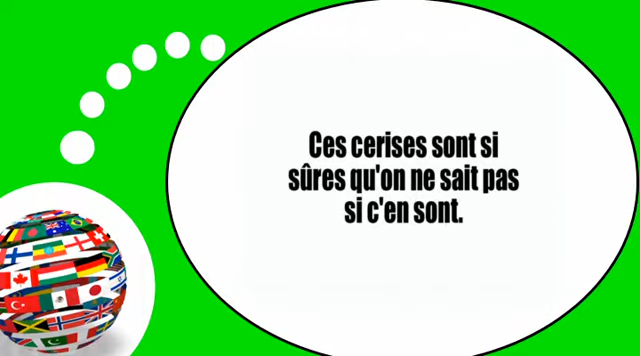 Ces cerises sont si
sûres qu'on ne sait pas
si c'en sont.